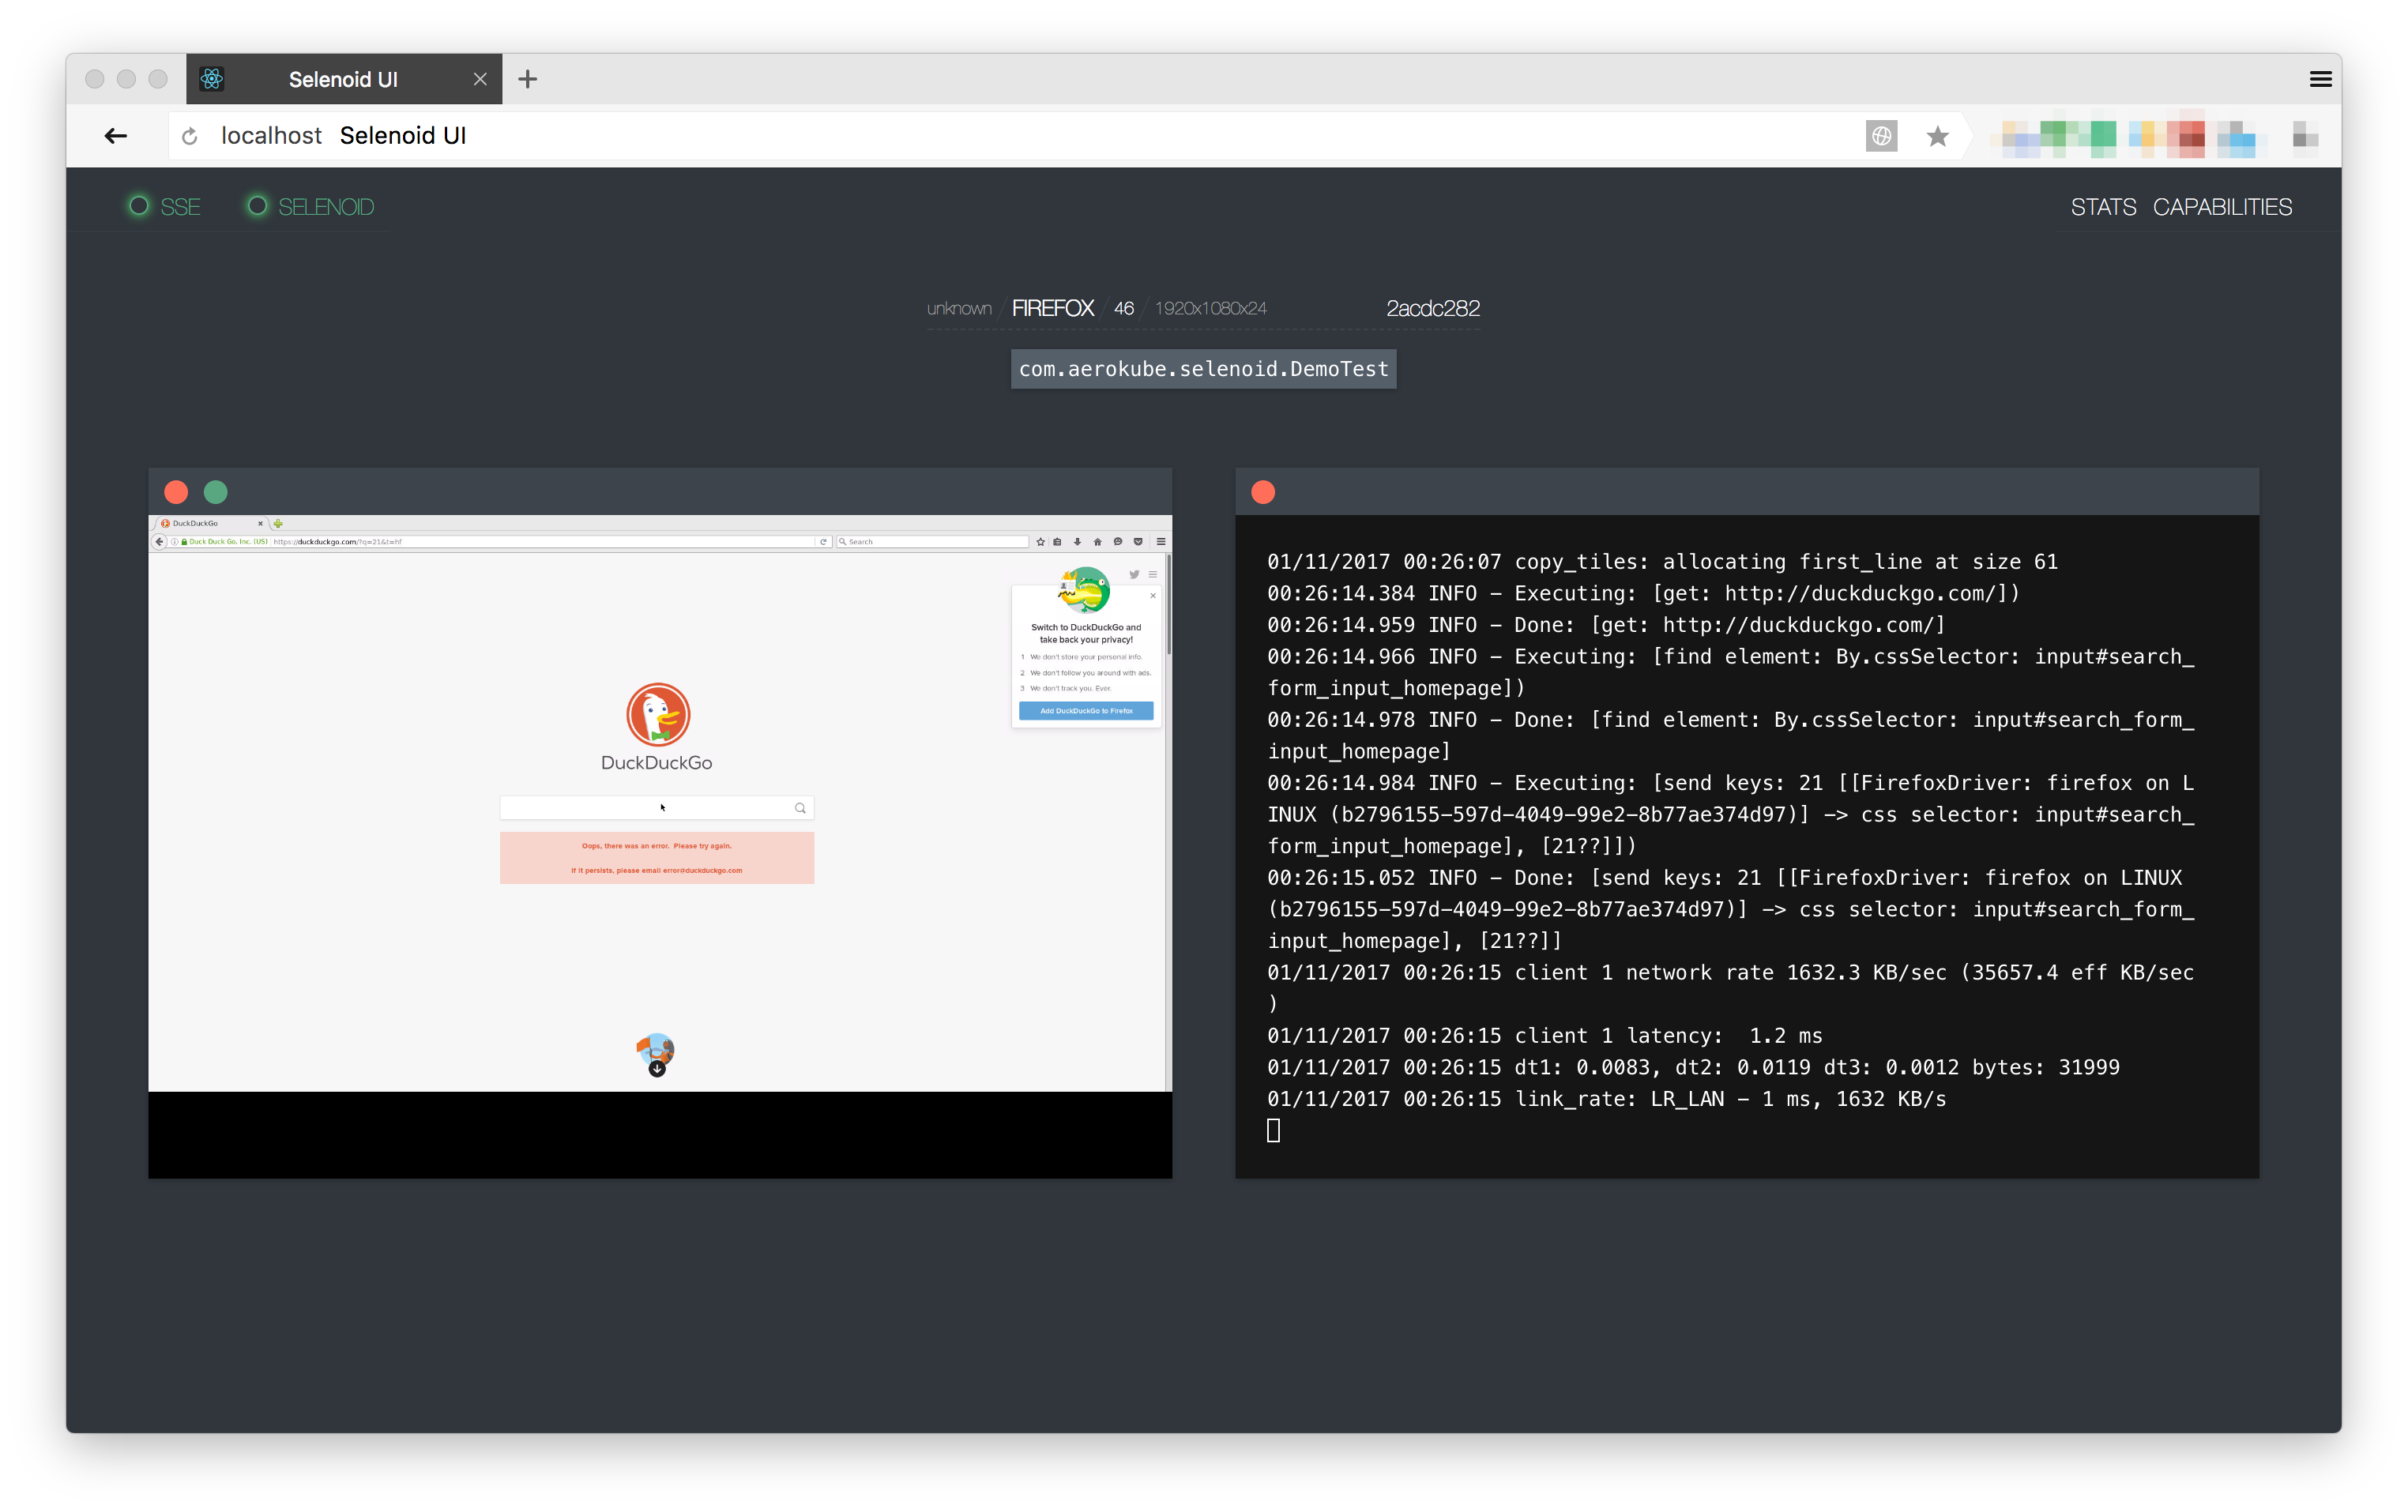 Selenoid UI
localhost Selenoid UI
SSE SELENOID
STATS CAPABILITIES
unknown / FIREFOX / 46 / 1920x1080x24 2acdc282
com.aerokube.selenoid.DemoTest
DuckDuckGo
Duck Duck Go, Inc. (US) https://duckduckgo.com/?q=21&t=hf Search
Switch to DuckDuckGo and
take back your privacy!
1 We don't store your personal info.
2 We don't follow you around with ads.
3 We don't track you. Ever.
Add DuckDuckGo to Firefox
DuckDuckGo
Oops, there was an error. Please try again.
If it persists, please email error@duckduckgo.com
01/11/2017 00:26:07 copy_tiles: allocating first_line at size 61
00:26:14.384 INFO - Executing: [get: http://duckduckgo.com/])
00:26:14.959 INFO - Done: [get: http://duckduckgo.com/]
00:26:14.966 INFO - Executing: [find element: By.cssSelector: input#search_
form_input_homepage])
00:26:14.978 INFO - Done: [find element: By.cssSelector: input#search_form_
input_homepage]
00:26:14.984 INFO - Executing: [send keys: 21 [[FirefoxDriver: firefox on L
INUX (b2796155-597d-4049-99e2-8b77ae374d97)] -> css selector: input#search_
form_input_homepage], [21??]])
00:26:15.052 INFO - Done: [send keys: 21 [[FirefoxDriver: firefox on LINUX
(b2796155-597d-4049-99e2-8b77ae374d97)] -> css selector: input#search_form_
input_homepage], [21??]]
01/11/2017 00:26:15 client 1 network rate 1632.3 KB/sec (35657.4 eff KB/sec
)
01/11/2017 00:26:15 client 1 latency:  1.2 ms
01/11/2017 00:26:15 dt1: 0.0083, dt2: 0.0119 dt3: 0.0012 bytes: 31999
01/11/2017 00:26:15 link_rate: LR_LAN - 1 ms, 1632 KB/s